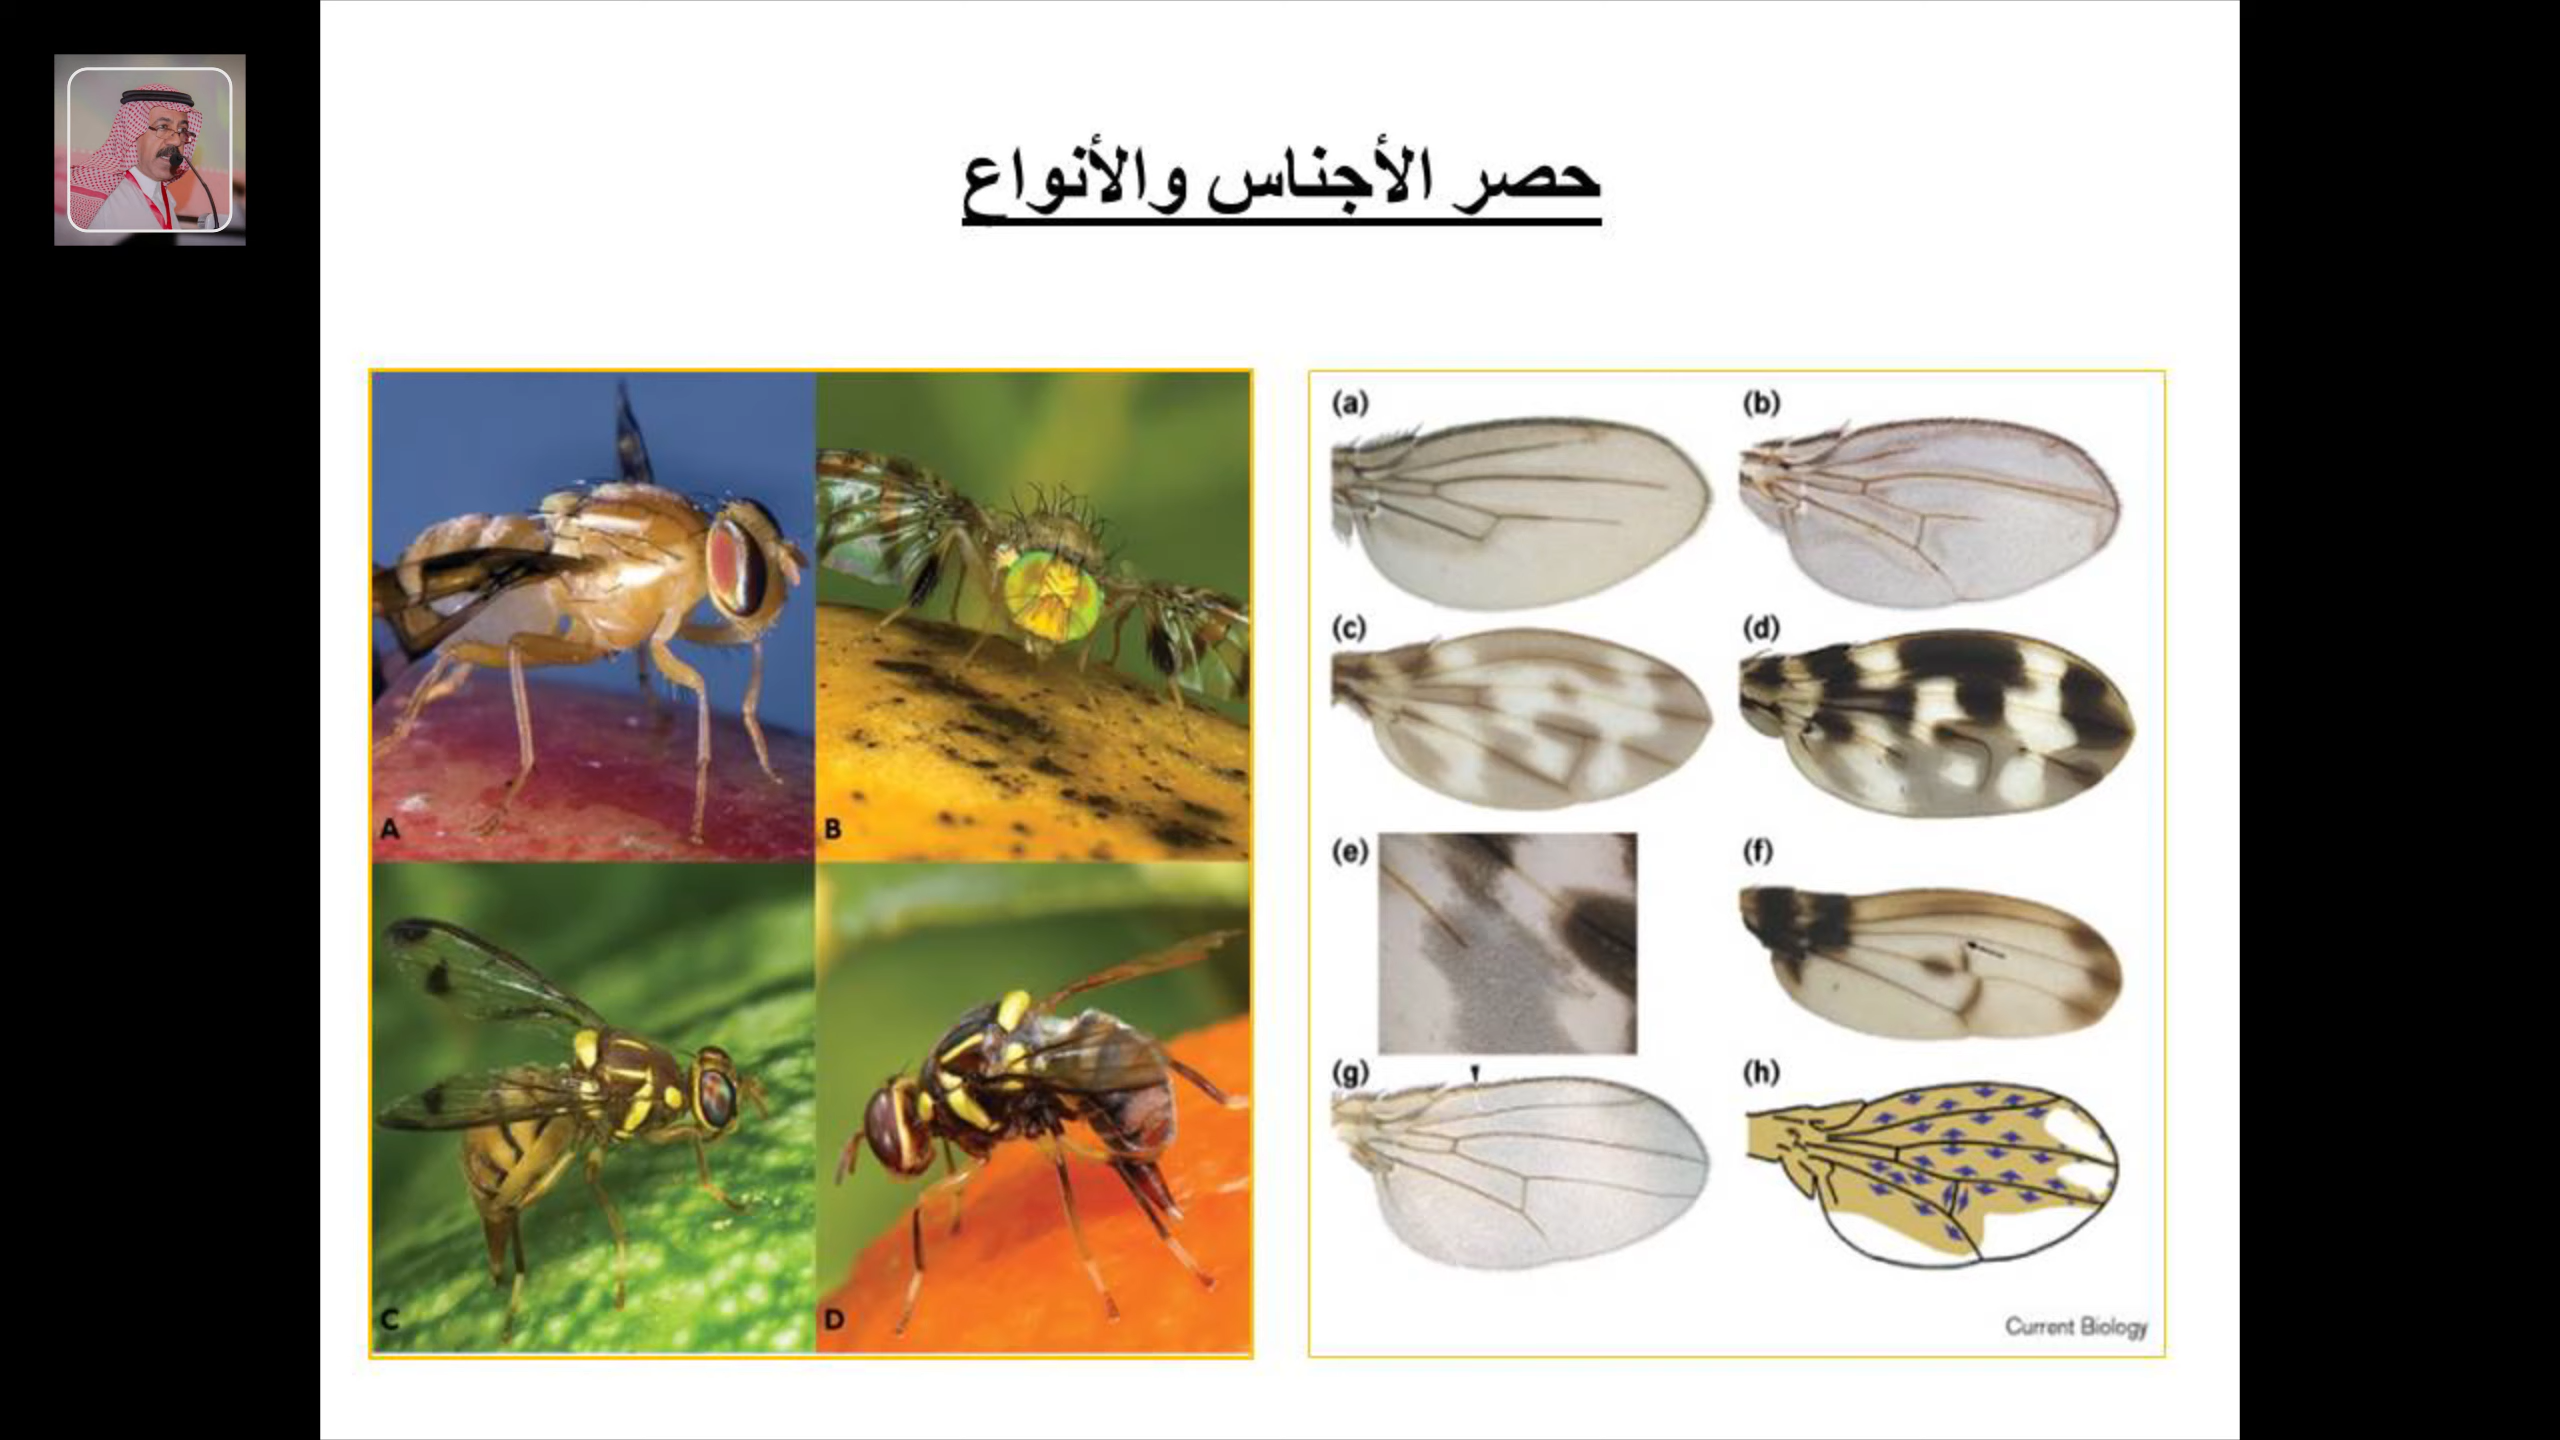 حصر الأجناس والأنواع
A
B
C
D
(a)
(b)
(c)
(d)
(e)
(f)
(g)
(h)
Current Biology